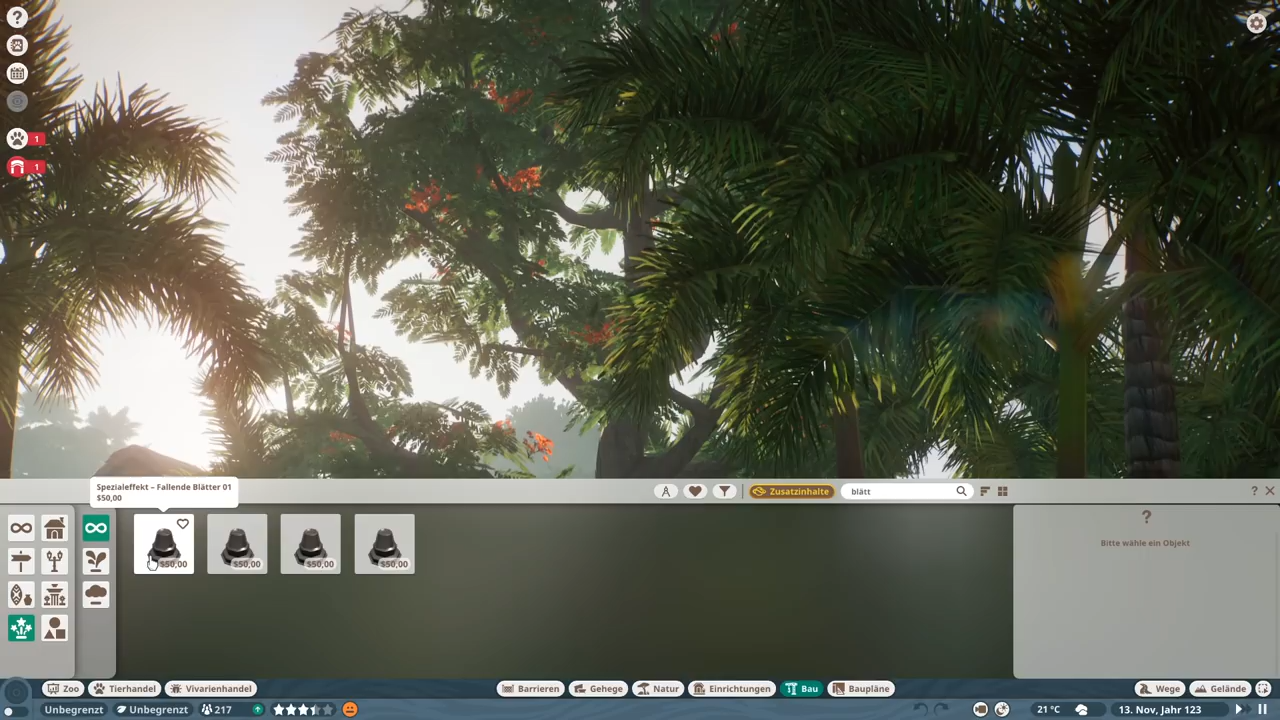 ?
1
1
Spezialeffekt – Fallende Blätter 01
$50,00
Zusatzinhalte
blätt
?
$50,00
$50,00
$50,00
$50,00
?
Bitte wähle ein Objekt
Zoo
Tierhandel
Vivarienhandel
Barrieren
Gehege
Natur
Einrichtungen
Bau
Baupläne
Wege
Gelände
Unbegrenzt
Unbegrenzt
217
21 °C
13. Nov, Jahr 123